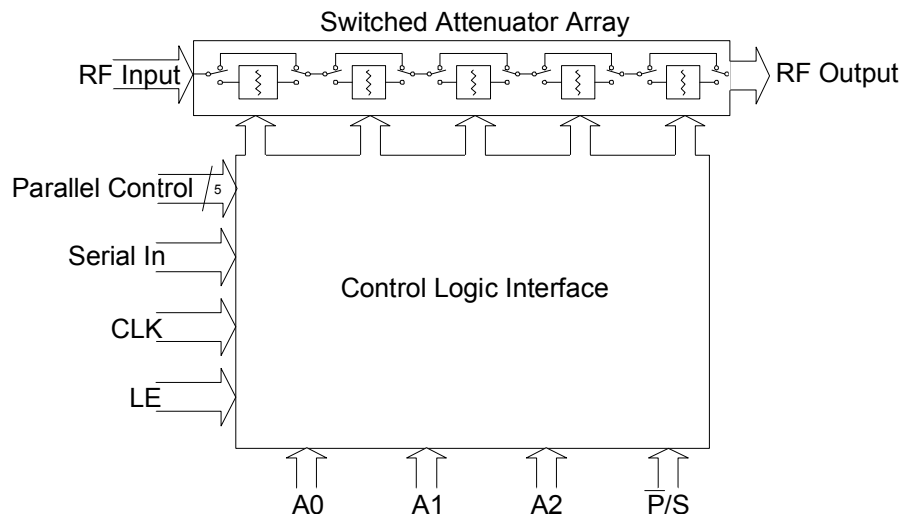 Switched Attenuator Array
RF Input
RF Output
Parallel Control
5
Serial In
Control Logic Interface
CLK
LE
A0
A1
A2
P̅/S